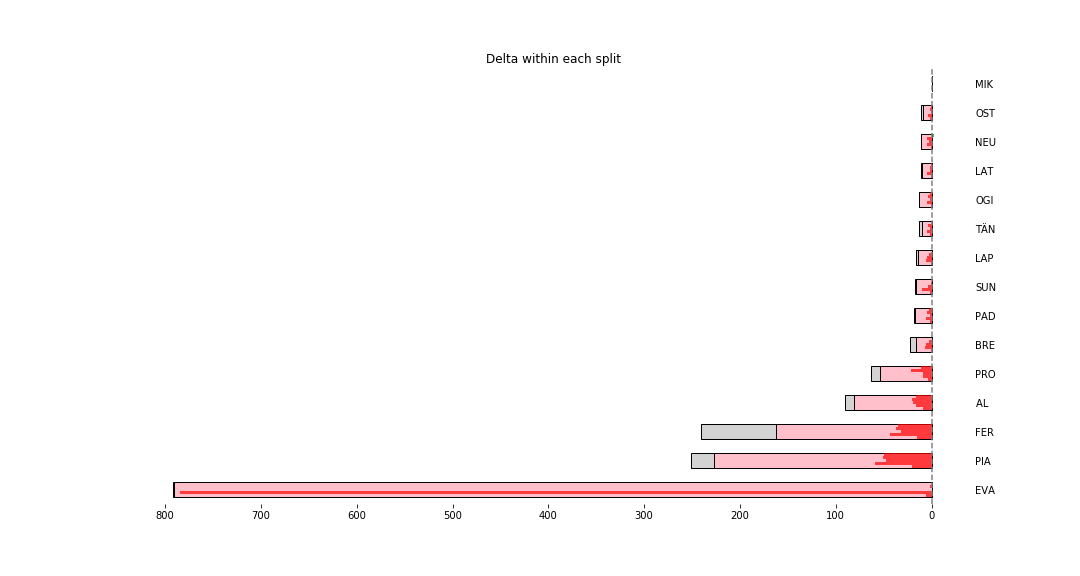 Delta within each split
MIK
OST
NEU
LAT
OGI
TÄN
LAP
SUN
PAD
BRE
PRO
AL
FER
PIA
EVA
800 700 600 500 400 300 200 100 0